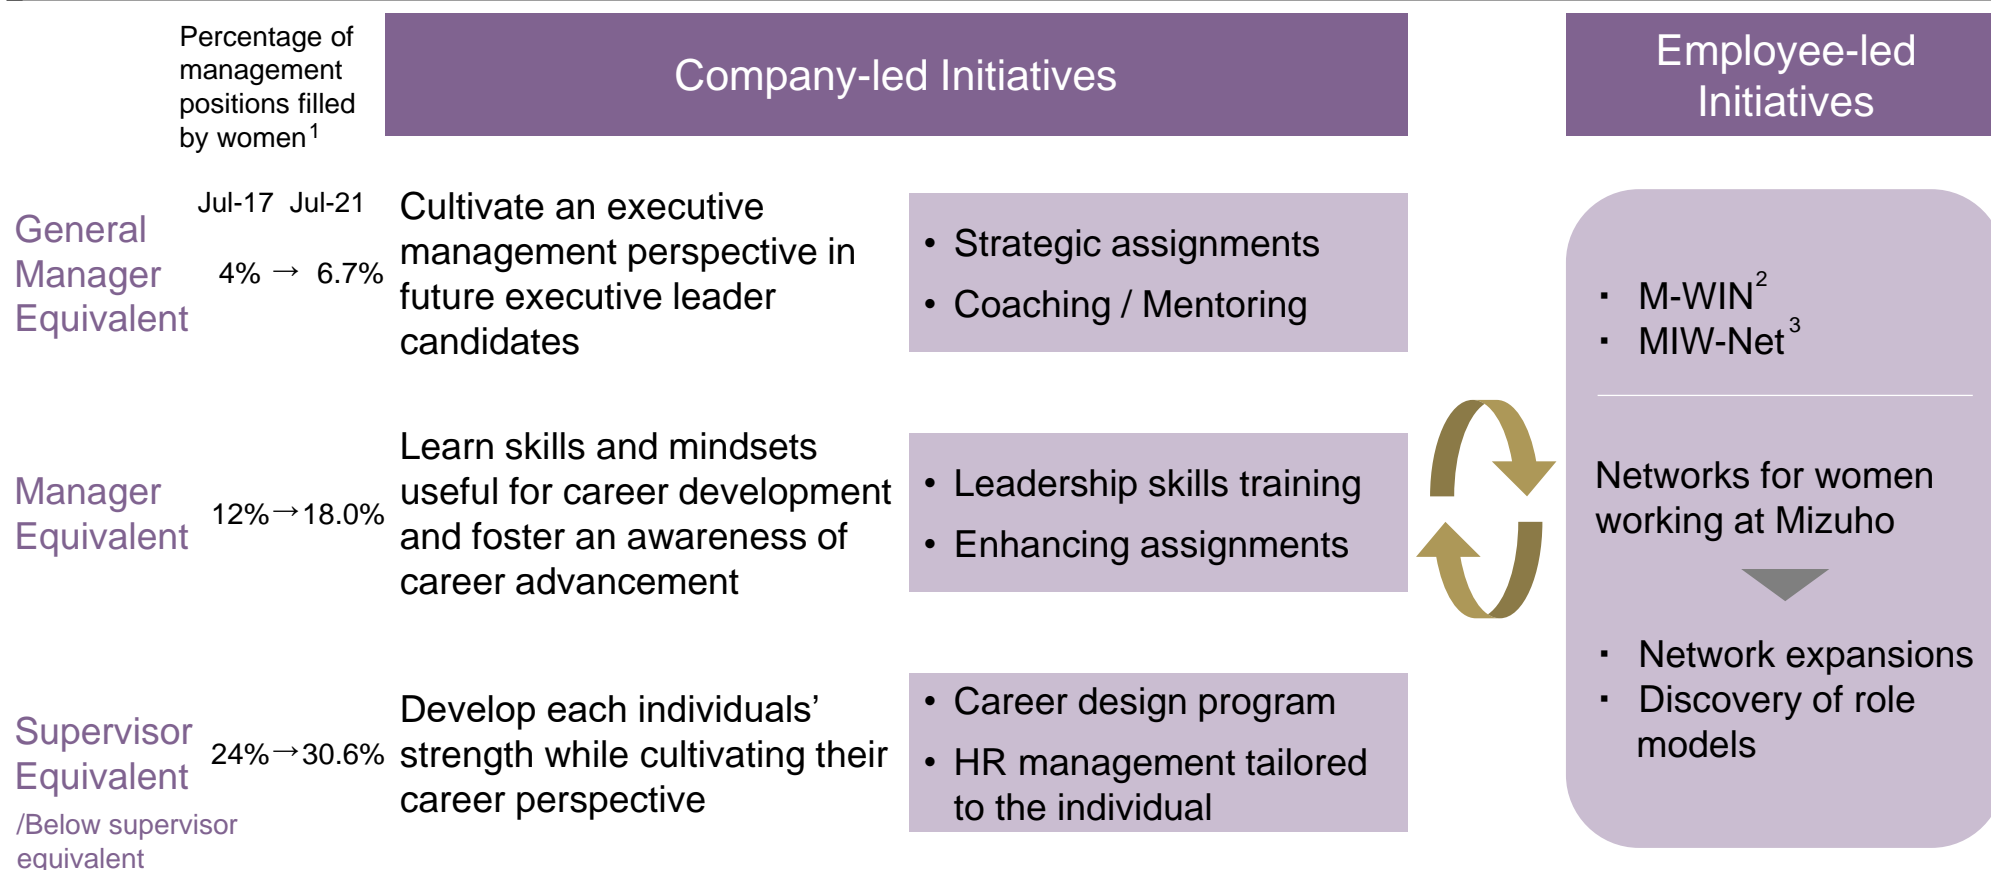 Percentage of
management
positions filled
by women1
Company-led Initiatives
Employee-led
Initiatives
Jul-17 Jul-21
General
Manager
Equivalent
4% → 6.7%
Cultivate an executive
management perspective in
future executive leader
candidates
• Strategic assignments
• Coaching / Mentoring
Manager
Equivalent
12%→18.0%
Learn skills and mindsets
useful for career development
and foster an awareness of
career advancement
• Leadership skills training
• Enhancing assignments
Supervisor
Equivalent
/Below supervisor
equivalent
24%→30.6%
Develop each individuals’
strength while cultivating their
career perspective
• Career design program
• HR management tailored
to the individual
▪ M-WIN2
▪ MIW-Net3
Networks for women
working at Mizuho
▪ Network expansions
▪ Discovery of role
models